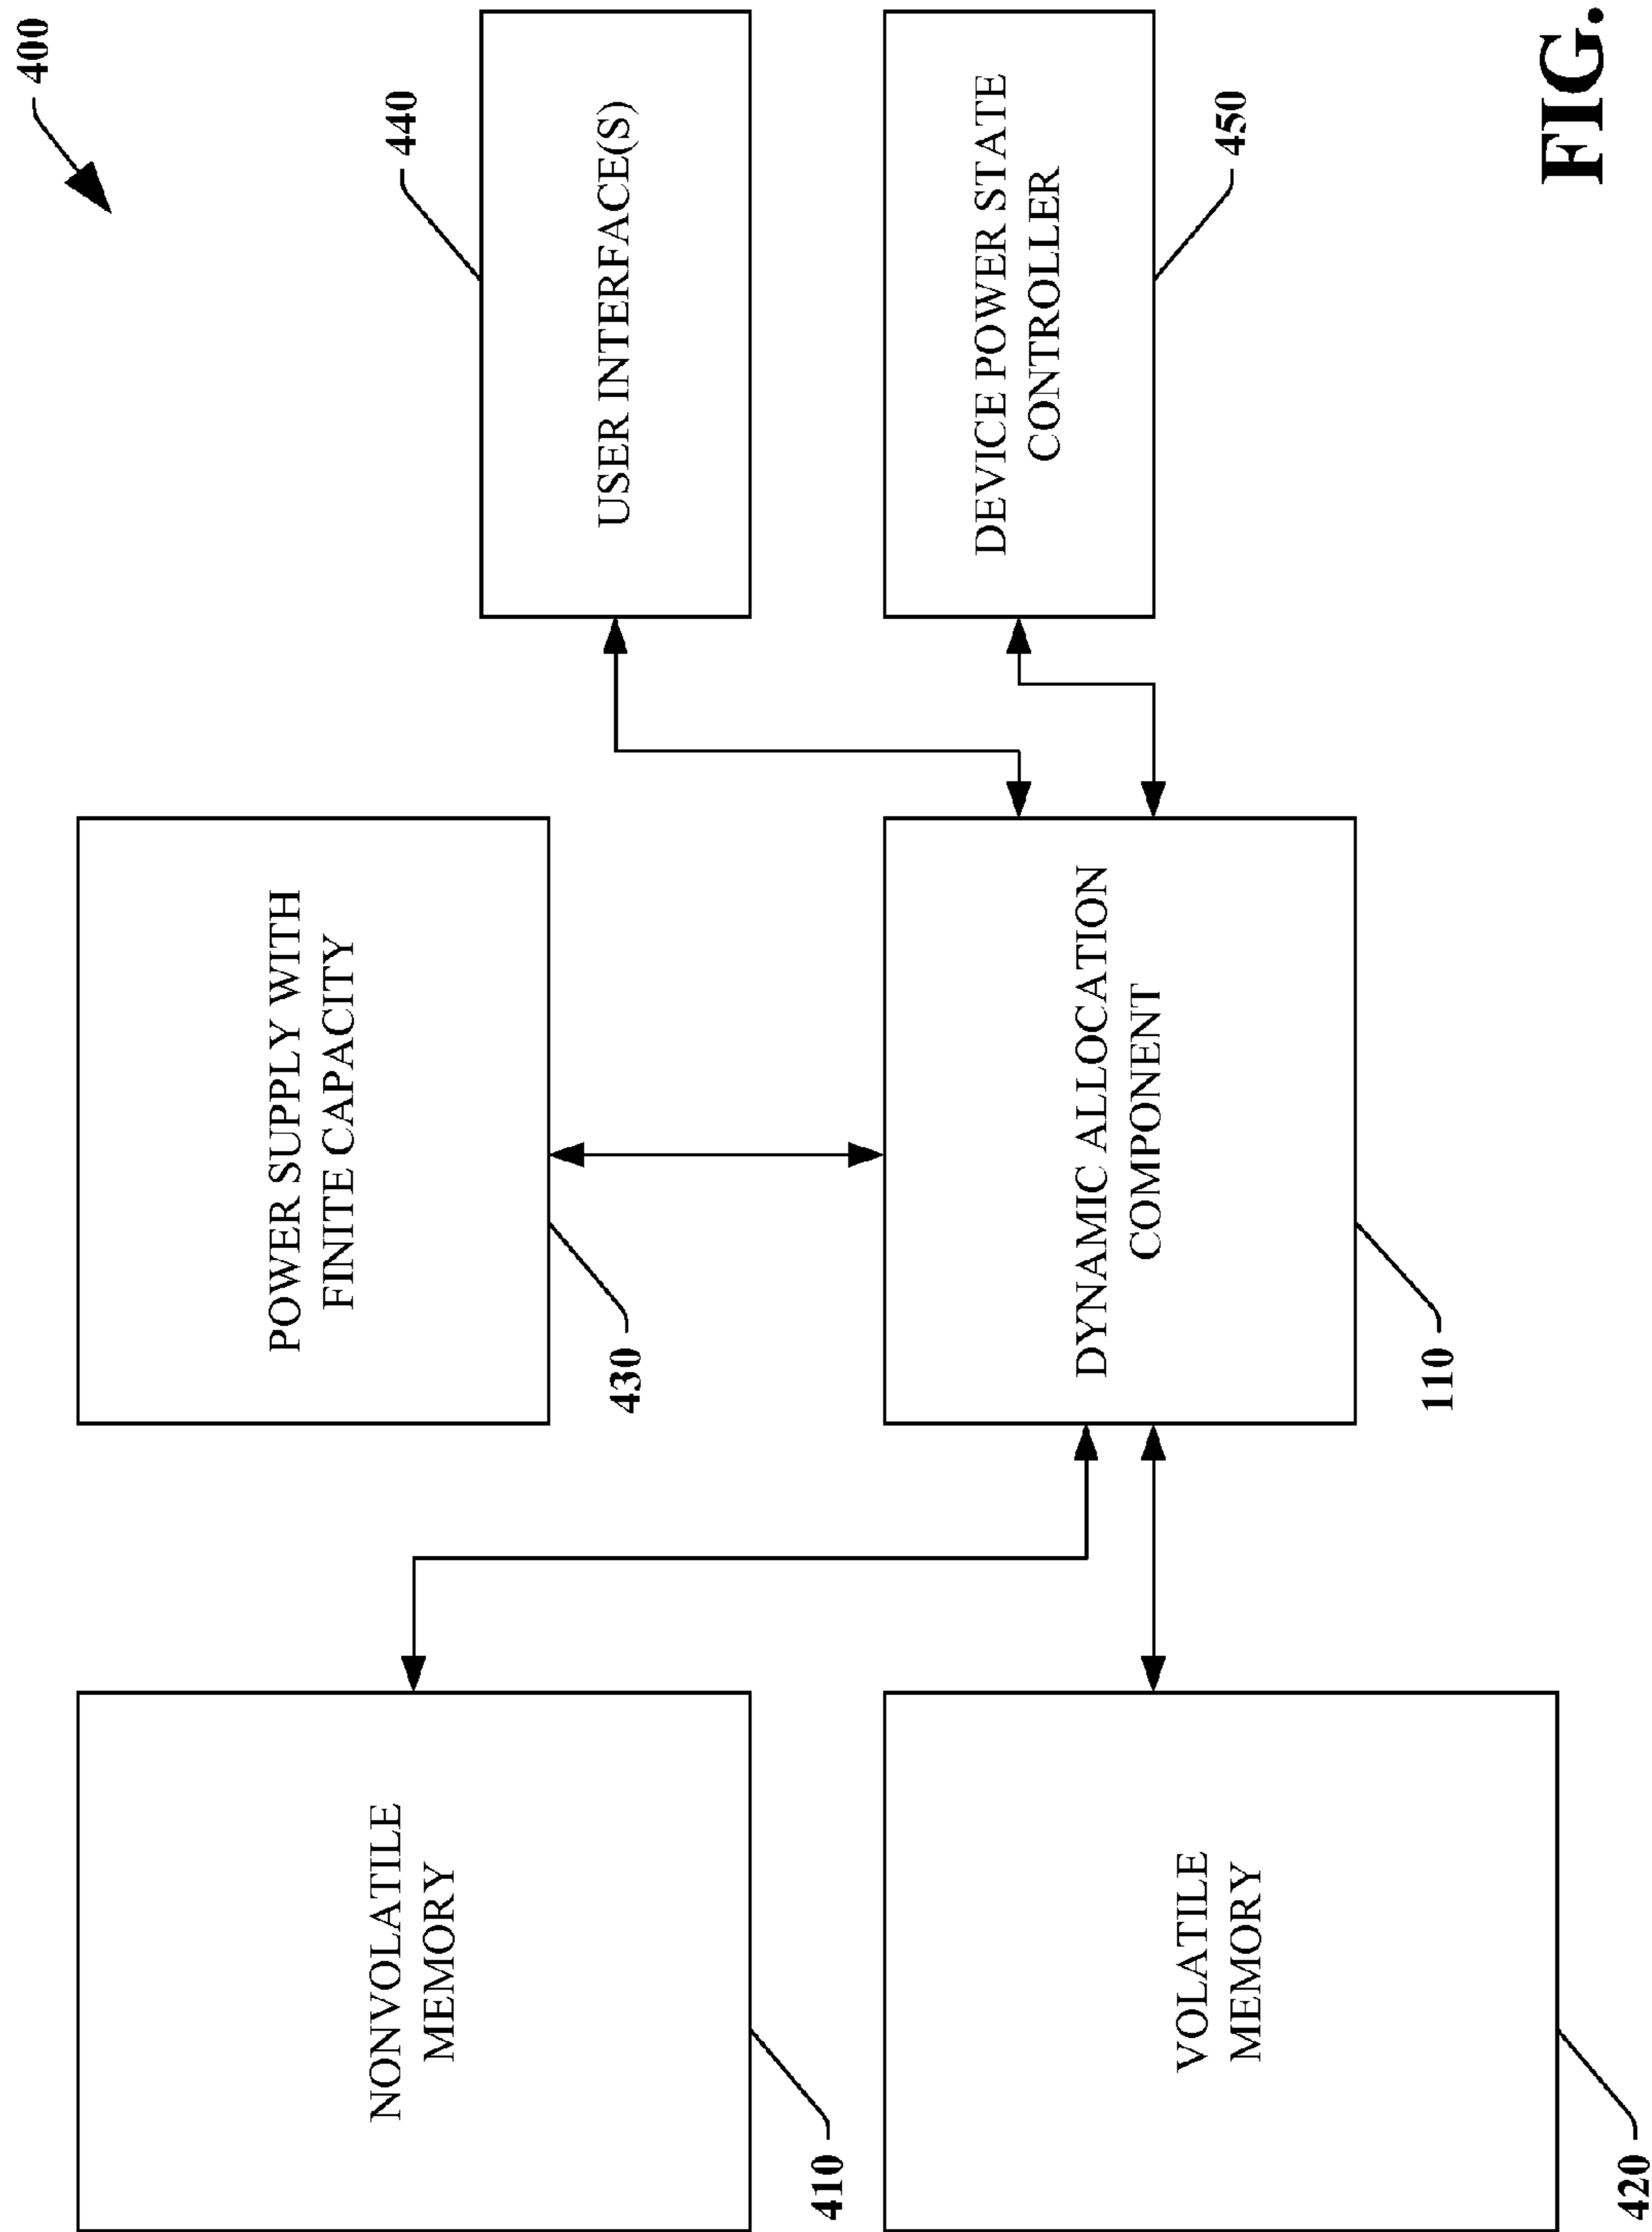 400
NONVOLATILE
MEMORY
410
POWER SUPPLY WITH
FINITE CAPACITY
430
USER INTERFACE(S)
440
VOLATILE
MEMORY
420
DYNAMIC ALLOCATION
COMPONENT
110
DEVICE POWER STATE
CONTROLLER
450
FIG.